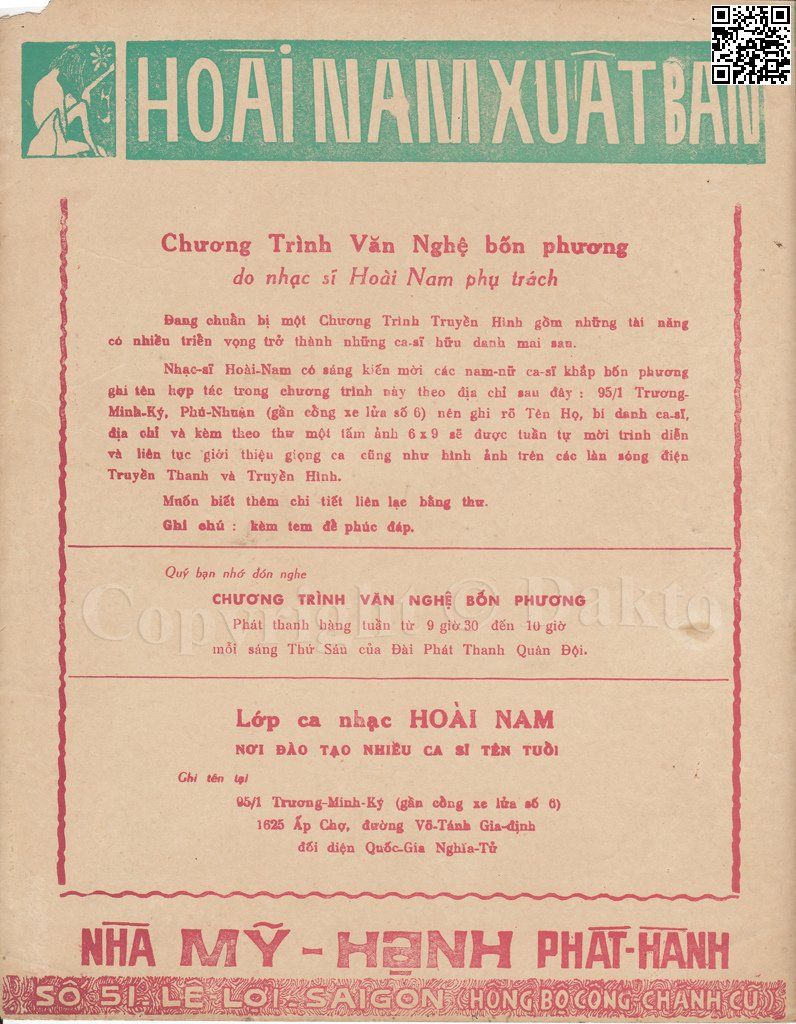 HOÀI NAM XUẤT BẢN
Chương Trình Văn Nghệ bốn phương
do nhạc sĩ Hoài Nam phụ trách
Đang chuẩn bị một Chương Trình Truyền Hình gồm những tài năng
có nhiều triển vọng trở thành những ca-sĩ hữu danh mai sau.
Nhạc-sĩ Hoài-Nam có sáng kiến mời các nam-nữ ca-sĩ khắp bốn phương
ghi tên hợp tác trong chương trình này theo địa chỉ sau đây : 95/1 Trương-
Minh-Ký, Phú-Nhuận (gần cổng xe lửa số 6) nên ghi rõ Tên Họ, bí danh ca-sĩ,
địa chỉ và kèm theo thư một tấm ảnh 6x9 sẽ được tuần tự mời trình diễn
và liên tục giới thiệu giọng ca cũng như hình ảnh trên các làn sóng điện
Truyền Thanh và Truyền Hình.
Muốn biết thêm chi tiết liên lạc bằng thư.
Ghi chú : kèm tem để phúc đáp.
Quý bạn nhớ đón nghe
CHƯƠNG TRÌNH VĂN NGHỆ BỐN PHƯƠNG
Phát thanh hàng tuần từ 9 giờ 30 đến 10 giờ
mỗi sáng Thứ Sáu của Đài Phát Thanh Quân Đội.
Copyright © Dakto
Lớp ca nhạc HOÀI NAM
NƠI ĐÀO TẠO NHIỀU CA SĨ TÊN TUỔI
Ghi tên tại
95/1 Trương-Minh-Ký (gần cổng xe lửa số 6)
1625 Ấp Chợ, đường Võ-Tánh Gia-định
đối diện Quốc-Gia Nghĩa-Tử
NHÀ MỸ-HẠNH PHÁT-HÀNH
SỐ 51-LÊ LỢI-SAIGON (HÔNG BỘ CÔNG-CHÁNH CŨ)